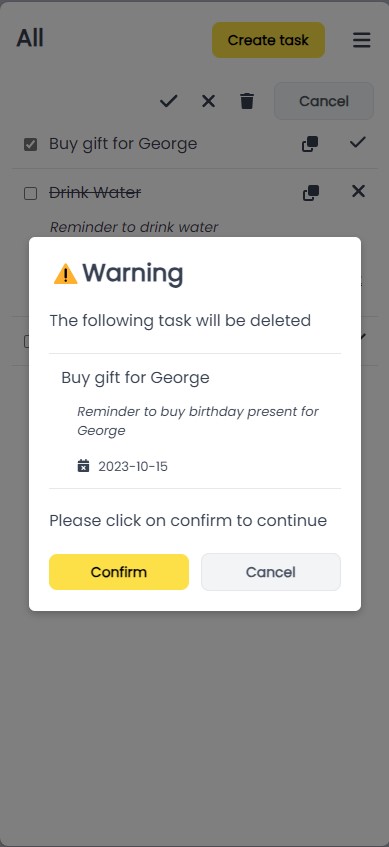 All
Create task
Cancel
Buy gift for George
Drink Water
Reminder to drink water
Warning
The following task will be deleted
Buy gift for George
Reminder to buy birthday present for
George
2023-10-15
Please click on confirm to continue
Confirm
Cancel